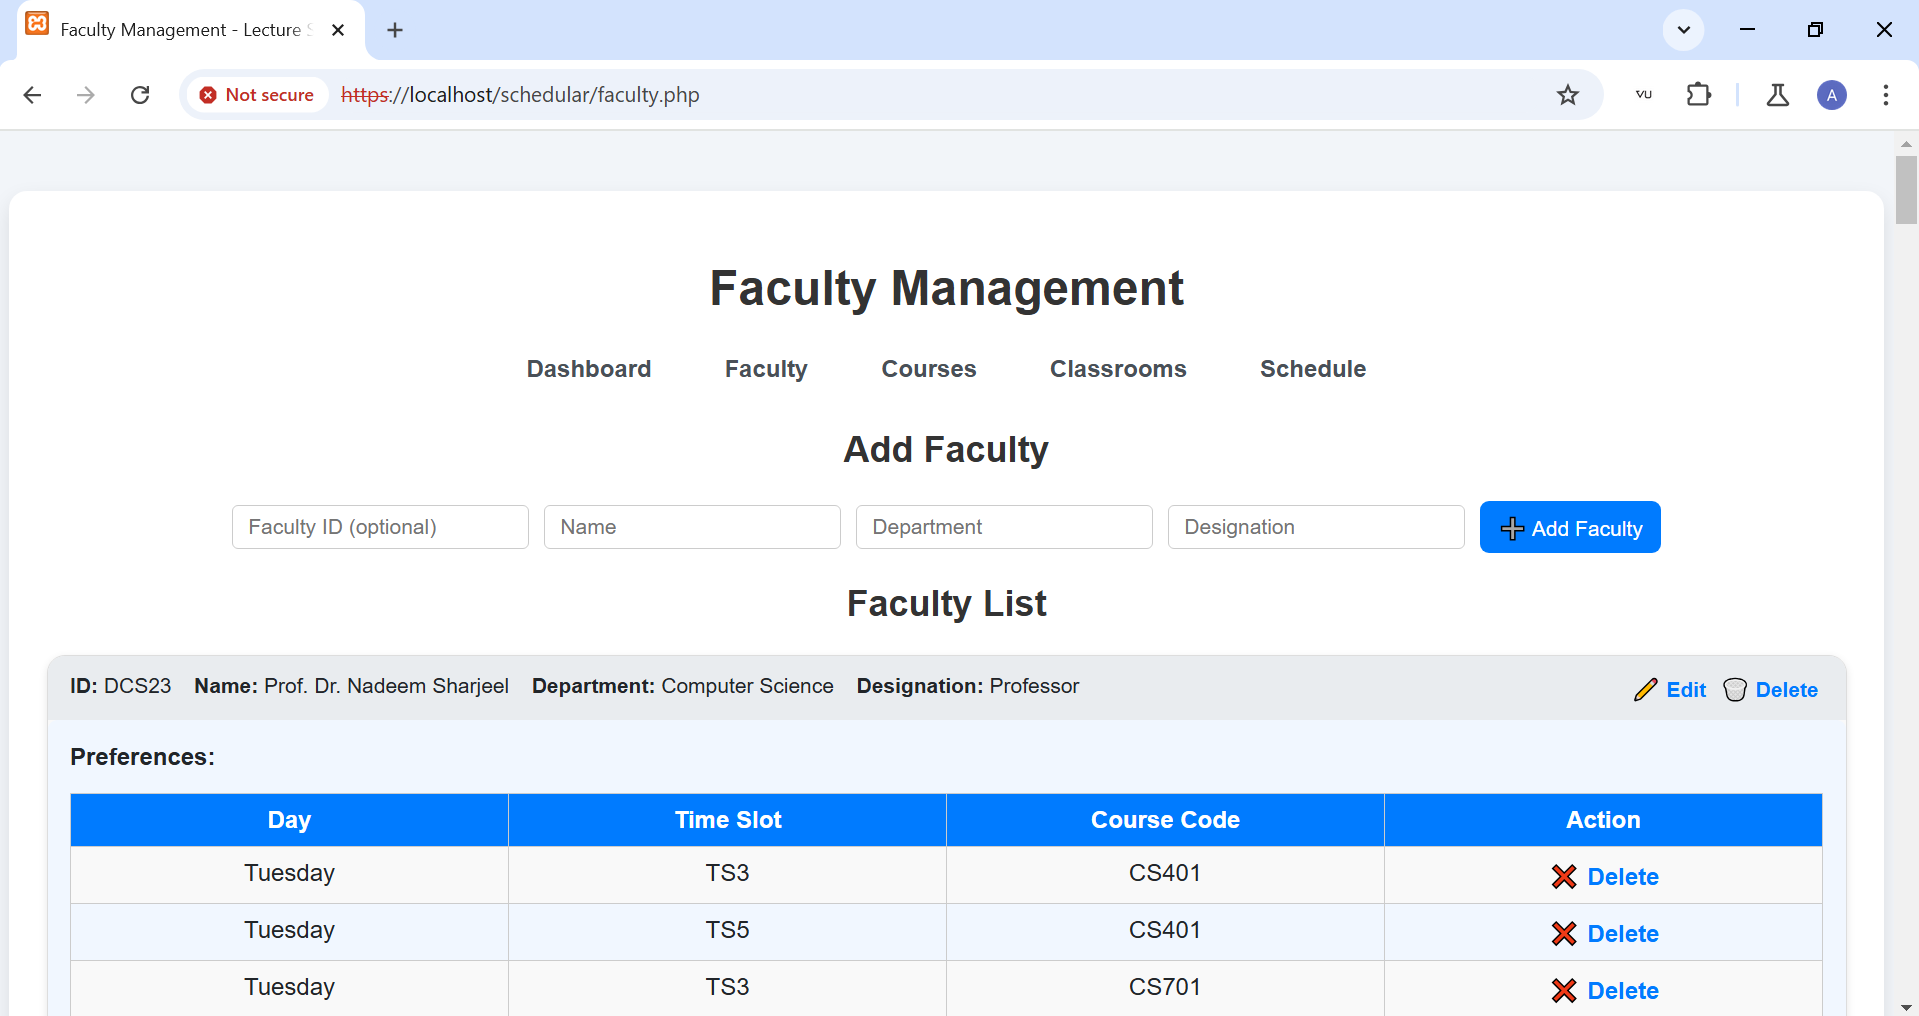 Faculty Management - Lecture S
Not secure https://localhost/schedular/faculty.php VU A
Faculty Management
Dashboard Faculty Courses Classrooms Schedule
Add Faculty
Faculty ID (optional) Name Department Designation Add Faculty
Faculty List
ID: DCS23 Name: Prof. Dr. Nadeem Sharjeel Department: Computer Science Designation: Professor Edit Delete
Preferences:
Day Time Slot Course Code Action
Tuesday TS3 CS401 Delete
Tuesday TS5 CS401 Delete
Tuesday TS3 CS701 Delete